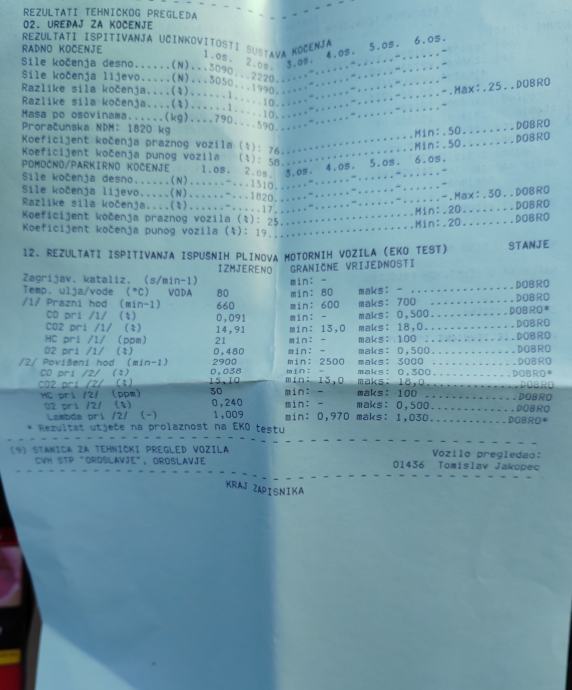 REZULTATI TEHNIČKOG PREGLEDA
02. UREĐAJ ZA KOČENJE
REZULTATI ISPITIVANJA UČINKOVITOSTI SUSTAVA KOČENJA
RADNO KOČENJE 1.os. 2.os. 3.os. 4.os. 5.os. 6.os.
Sile kočenja desno.....(N)..3090..2220.....-......-......-......-
Sile kočenja lijevo....(N)..3050..1990.....-......-......-......-
Razlike sila kočenja...(%).....1....10.....-......-......-......-.Max:.25..DOBRO
Razlike sila kočenja...(%).....1....10.....-......-......-......-
Masa po osovinama.....(kg)...790...590.....-......-......-......-
Proračunska NDM: 1820 kg
Koeficijent kočenja praznog vozila (%): 76......................Min:.50......DOBRO
Koeficijent kočenja punog vozila (%): 58......................Min:.50......DOBRO
POMOĆNO/PARKIRNO KOČENJE 1.os. 2.os. 3.os. 4.os. 5.os. 6.os.
Sile kočenja desno.....(N).....-..1510.....-......-......-......-
Sile kočenja lijevo....(N).....-..1820.....-......-......-......-
Razlike sila kočenja...(%).....-....17.....-......-......-......-.Max:.30..DOBRO
Koeficijent kočenja praznog vozila (%): 25......................Min:.20......DOBRO
Koeficijent kočenja punog vozila (%): 19......................Min:.20......DOBRO
12. REZULTATI ISPITIVANJA ISPUSNIH PLINOVA MOTORNIH VOZILA (EKO TEST) STANJE
IZMJERENO GRANIČNE VRIJEDNOSTI
Zagrijav. kataliz. (s/min-1) min: -
Temp. ulja/vode (°C) VODA 80 min: 80 maks: - ...............DOBRO
/1/ Prazni hod (min-1) 660 min: 600 maks: 700 ...............DOBRO
CO pri /1/ (%) 0,091 min: - maks: 0,500...............DOBRO*
CO2 pri /1/ (%) 14,91 min: 13,0 maks: 18,0...............DOBRO
HC pri /1/ (ppm) 21 min: - maks: 100 ...............DOBRO
O2 pri /1/ (%) 0,480 min: - maks: 0,500...............DOBRO
/2/ Povišeni hod (min-1) 2900 min: 2500 maks: 3000 ...............DOBRO
CO pri /2/ (%) 0,038 min: - maks: 0,300...............DOBRO*
CO2 pri /2/ (%) 15,10 min: 13,0 maks: 18,0...............DOBRO
HC pri /2/ (ppm) 30 min: - maks: 100 ...............DOBRO
O2 pri /2/ (%) 0,240 min: - maks: 0,500...............DOBRO
Lambda pri /2/ (-) 1,009 min: 0,970 maks: 1,030...............DOBRO*
* Rezultat utječe na prolaznost na EKO testu
(9) STANICA ZA TEHNIČKI PREGLED VOZILA Vozilo pregledao:
CVH STP "OROSLAVJE", OROSLAVJE 01436 Tomislav Jakopec
KRAJ ZAPISNIKA